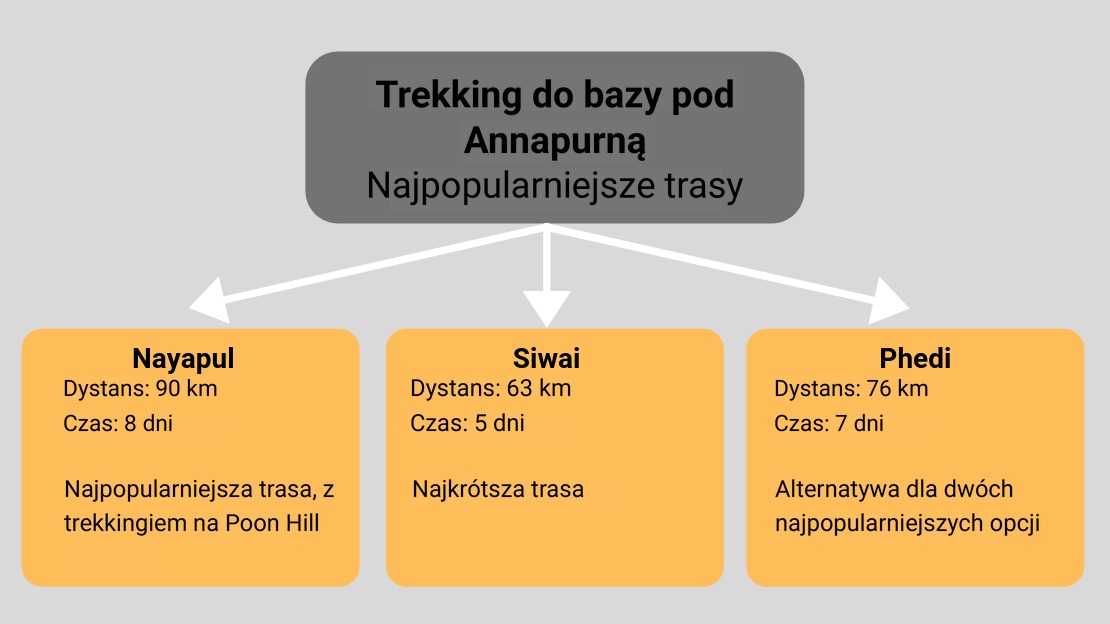 Trekking do bazy pod
Annapurną
Najpopularniejsze trasy
Nayapul
Dystans: 90 km
Czas: 8 dni
Najpopularniejsza trasa, z
trekkingiem na Poon Hill
Siwai
Dystans: 63 km
Czas: 5 dni
Najkrótsza trasa
Phedi
Dystans: 76 km
Czas: 7 dni
Alternatywa dla dwóch
najpopularniejszych opcji